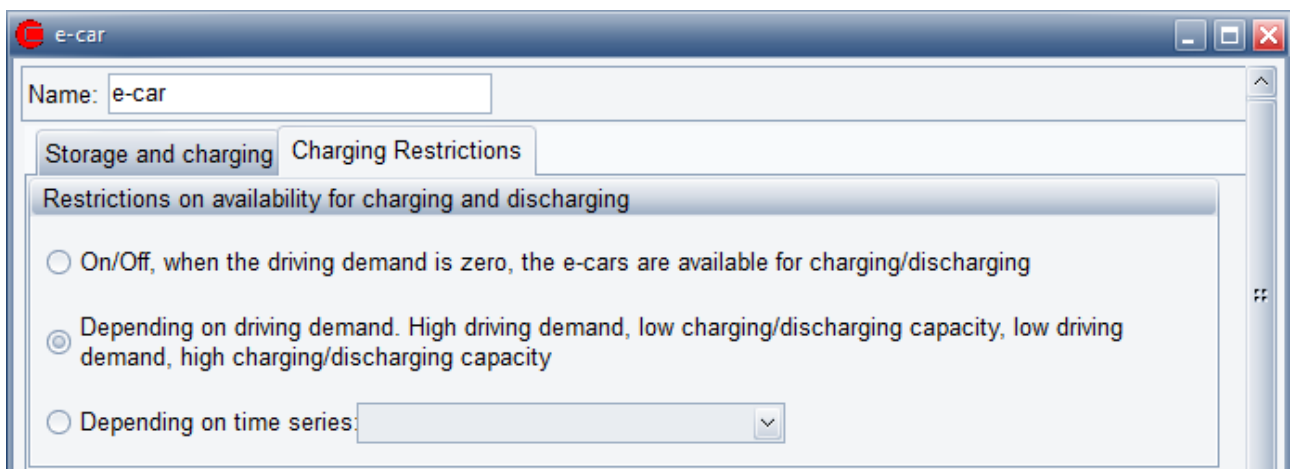 e-car
Name: e-car
Storage and charging Charging Restrictions
Restrictions on availability for charging and discharging
On/Off, when the driving demand is zero, the e-cars are available for charging/discharging
Depending on driving demand. High driving demand, low charging/discharging capacity, low driving
demand, high charging/discharging capacity
Depending on time series: